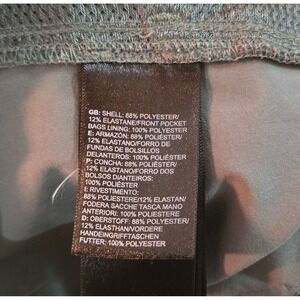 GB: SHELL: 88% POLYESTER/
12% ELASTANE/FRONT POCKET
BAGS LINING: 100% POLYESTER
E: ARMAZÓN: 88% POLIÉSTER/
12% ELASTANO/FORRO DE
FUNDAS DE BOLSILLOS
DELANTEROS: 100% POLIÉSTER
P: CONCHA: 88% POLIÉSTER/
12% ELASTANO/FORRO DOS
BOLSOS DIANTEIROS:
100% POLIÉSTER
I: RIVESTIMENTO:
88% POLIESTERE/12% ELASTAN/
FODERA SACCHE TASCA MANO
ANTERIORI: 100% POLIESTERE
D: OBERSTOFF: 88% POLYESTER/
12% ELASTHAN/VORDERE
HANDEINGRIFFTASCHEN
FUTTER: 100% POLYESTER